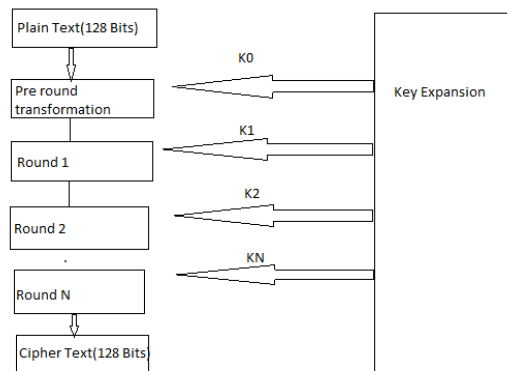 Plain Text(128 Bits)
K0
Pre round
transformation
Key Expansion
K1
Round 1
K2
Round 2
KN
Round N
Cipher Text(128 Bits)